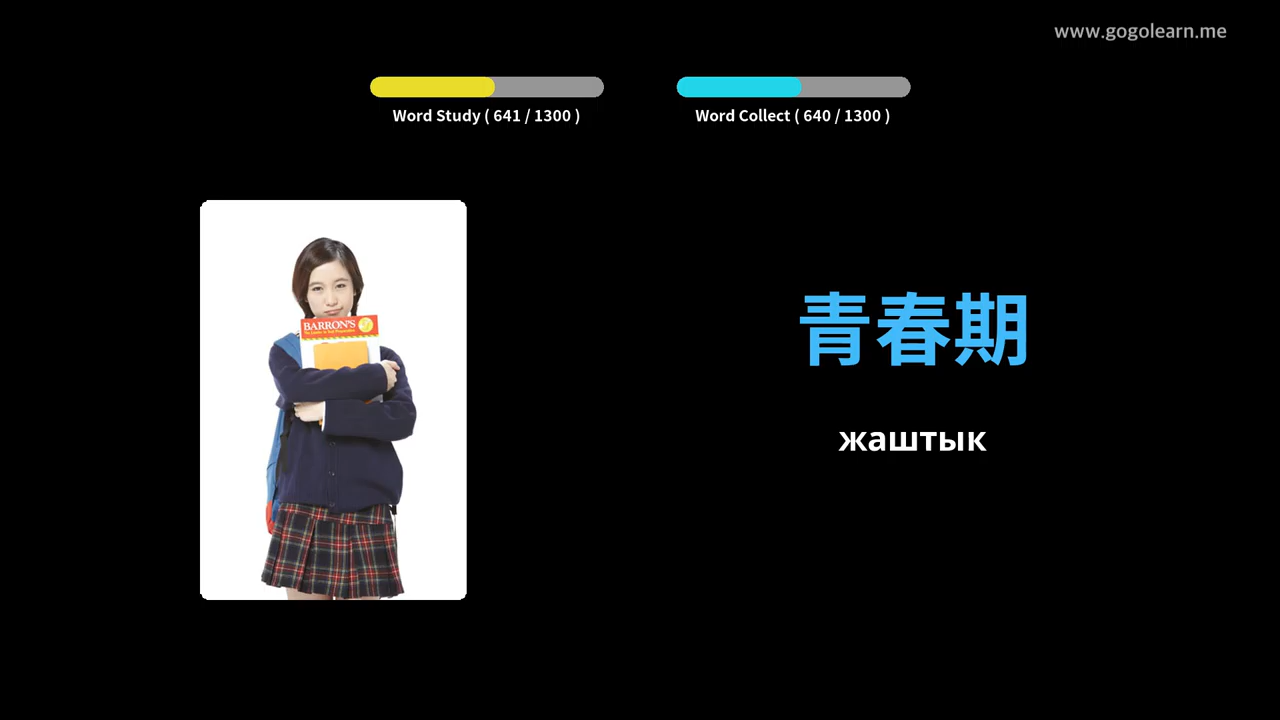 www.gogolearn.me
Word Study ( 641 / 1300 )
Word Collect ( 640 / 1300 )
BARRON'S
青春期
жаштык